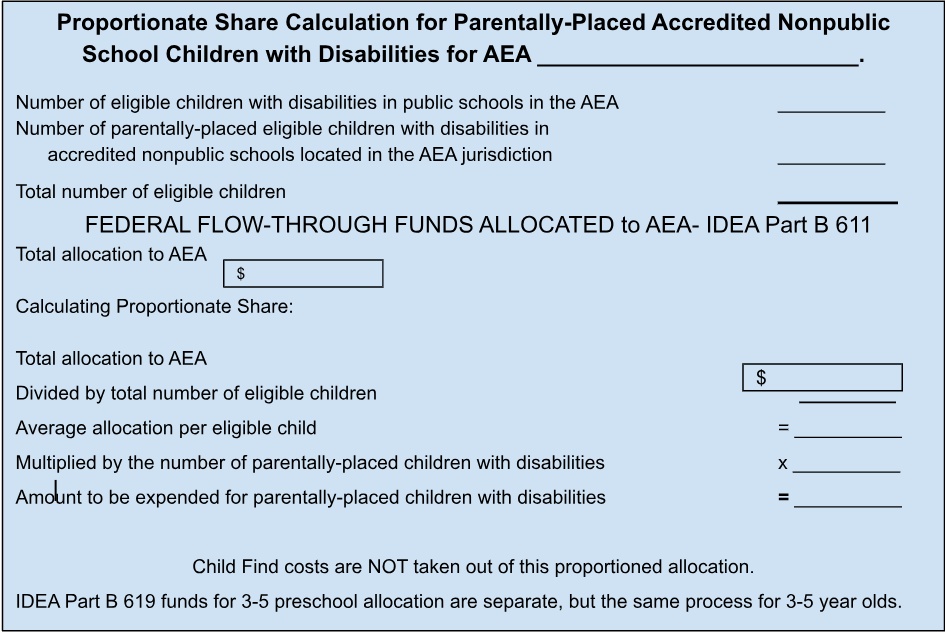 Proportionate Share Calculation for Parentally-Placed Accredited Nonpublic
School Children with Disabilities for AEA ________________________.
Number of eligible children with disabilities in public schools in the AEA
Number of parentally-placed eligible children with disabilities in
accredited nonpublic schools located in the AEA jurisdiction
Total number of eligible children
FEDERAL FLOW-THROUGH FUNDS ALLOCATED to AEA- IDEA Part B 611
Total allocation to AEA
$
Calculating Proportionate Share:
Total allocation to AEA
$
Divided by total number of eligible children
Average allocation per eligible child =
Multiplied by the number of parentally-placed children with disabilities x
Amount to be expended for parentally-placed children with disabilities =
Child Find costs are NOT taken out of this proportioned allocation.
IDEA Part B 619 funds for 3-5 preschool allocation are separate, but the same process for 3-5 year olds.